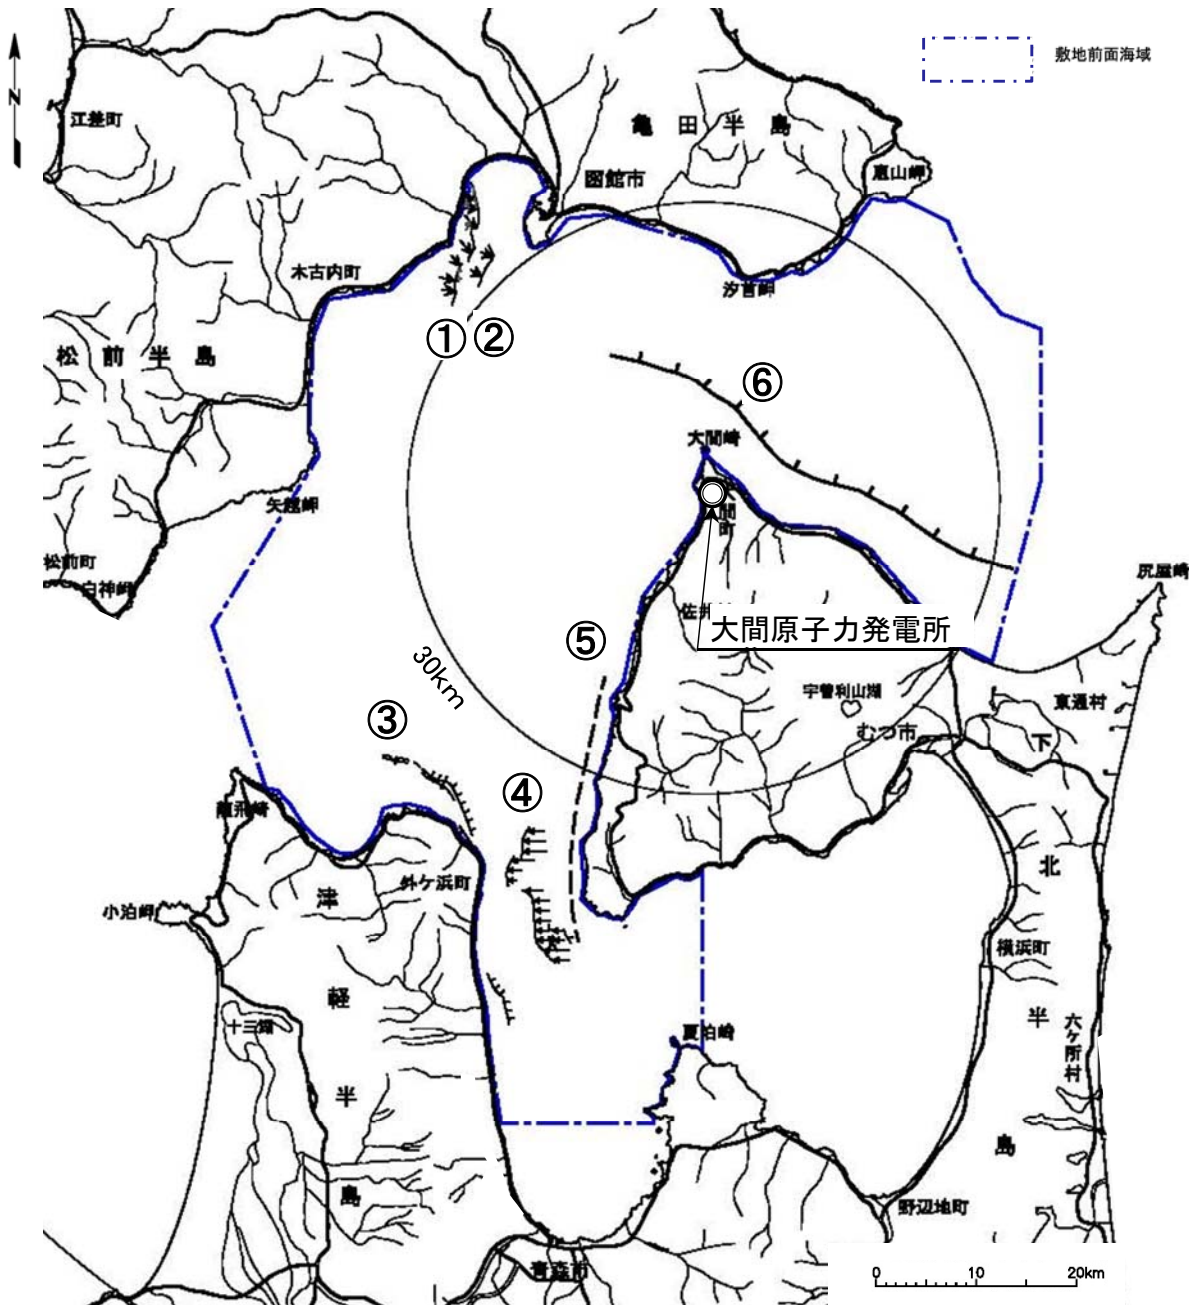 敷地前面海域
N
江差町
亀田半島
函館市
恵山岬
木古内町
汐首岬
①②
松前半島
⑥
大間崎
矢越岬
間町
松前町
白神岬
尻屋崎
佐井
⑤
大間原子力発電所
30km
宇曽利山湖
東通村
③
むつ市
下北半島
④
龍飛崎
津軽半島
外ケ浜町
小泊岬
横浜町
十三湖
六ケ所村
夏泊崎
野辺地町
青森市
0 10 20km